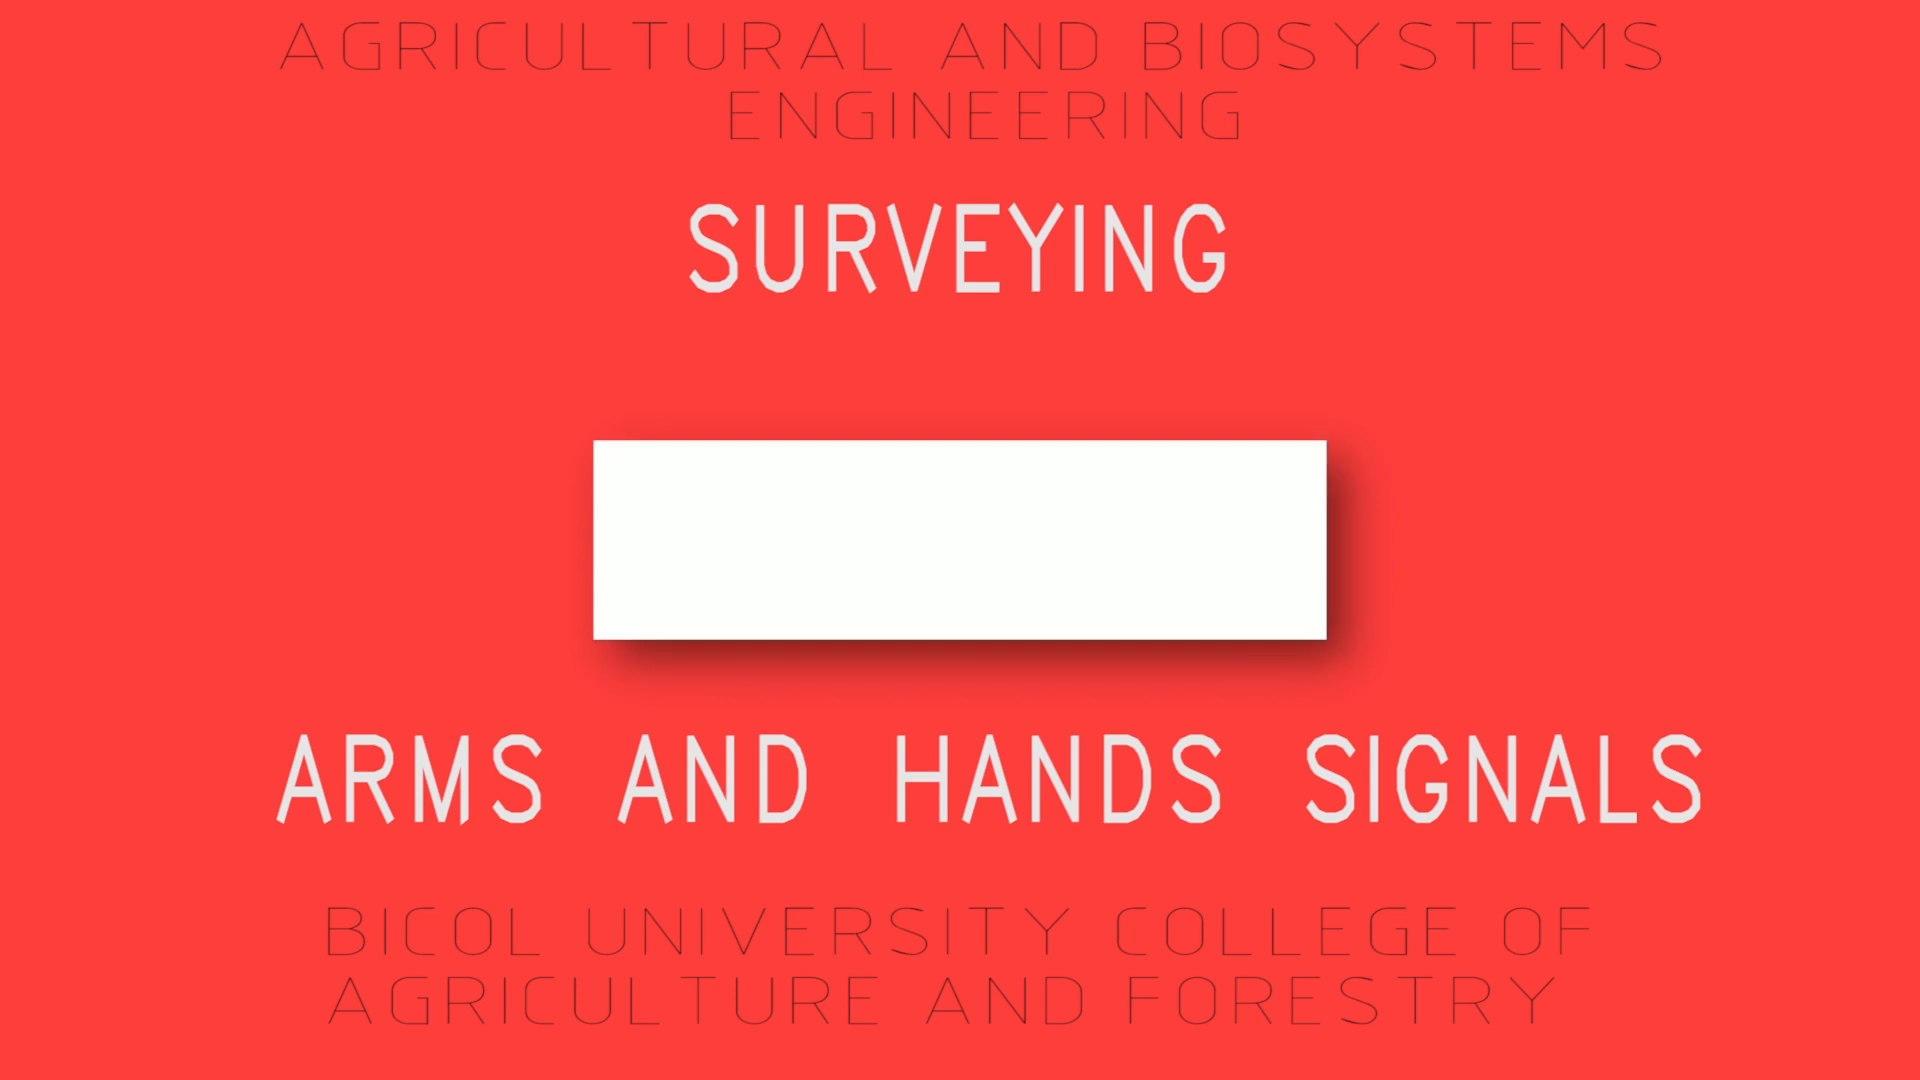 AGRICULTURAL AND BIOSYSTEMS
ENGINEERING
SURVEYING
ARMS AND HANDS SIGNALS
BICOL UNIVERSITY COLLEGE OF
AGRICULTURE AND FORESTRY